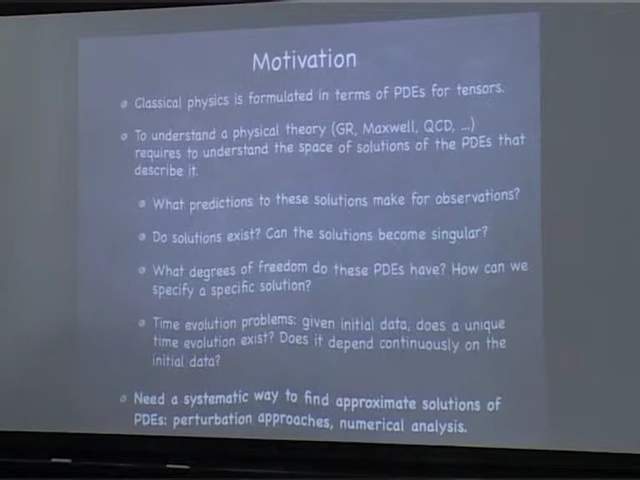 Motivation
Classical physics is formulated in terms of PDEs for tensors.
To understand a physical theory (GR, Maxwell, QCD, ...)
requires to understand the space of solutions of the PDEs that
describe it.
What predictions to these solutions make for observations?
Do solutions exist? Can the solutions become singular?
What degrees of freedom do these PDEs have? How can we
specify a specific solution?
Time evolution problems: given initial data, does a unique
time evolution exist? Does it depend continuously on the
initial data?
Need a systematic way to find approximate solutions of
PDEs: perturbation approaches, numerical analysis.